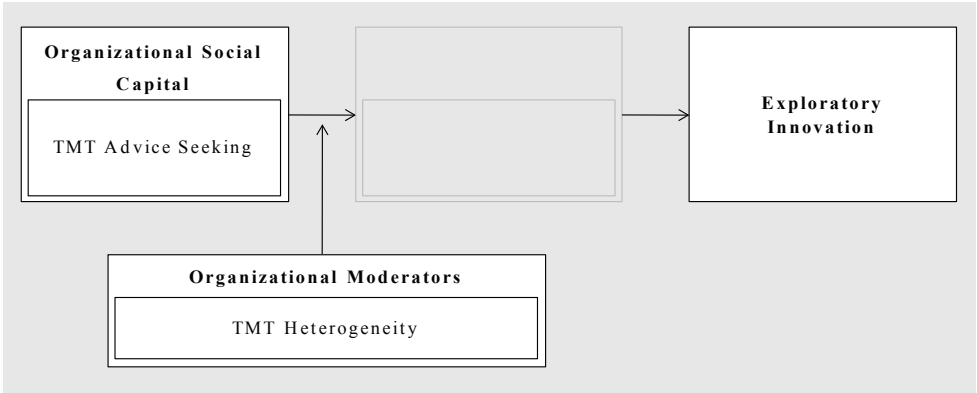 Organizational Social
Capital
TMT Advice Seeking
Exploratory
Innovation
Organizational Moderators
TMT Heterogeneity